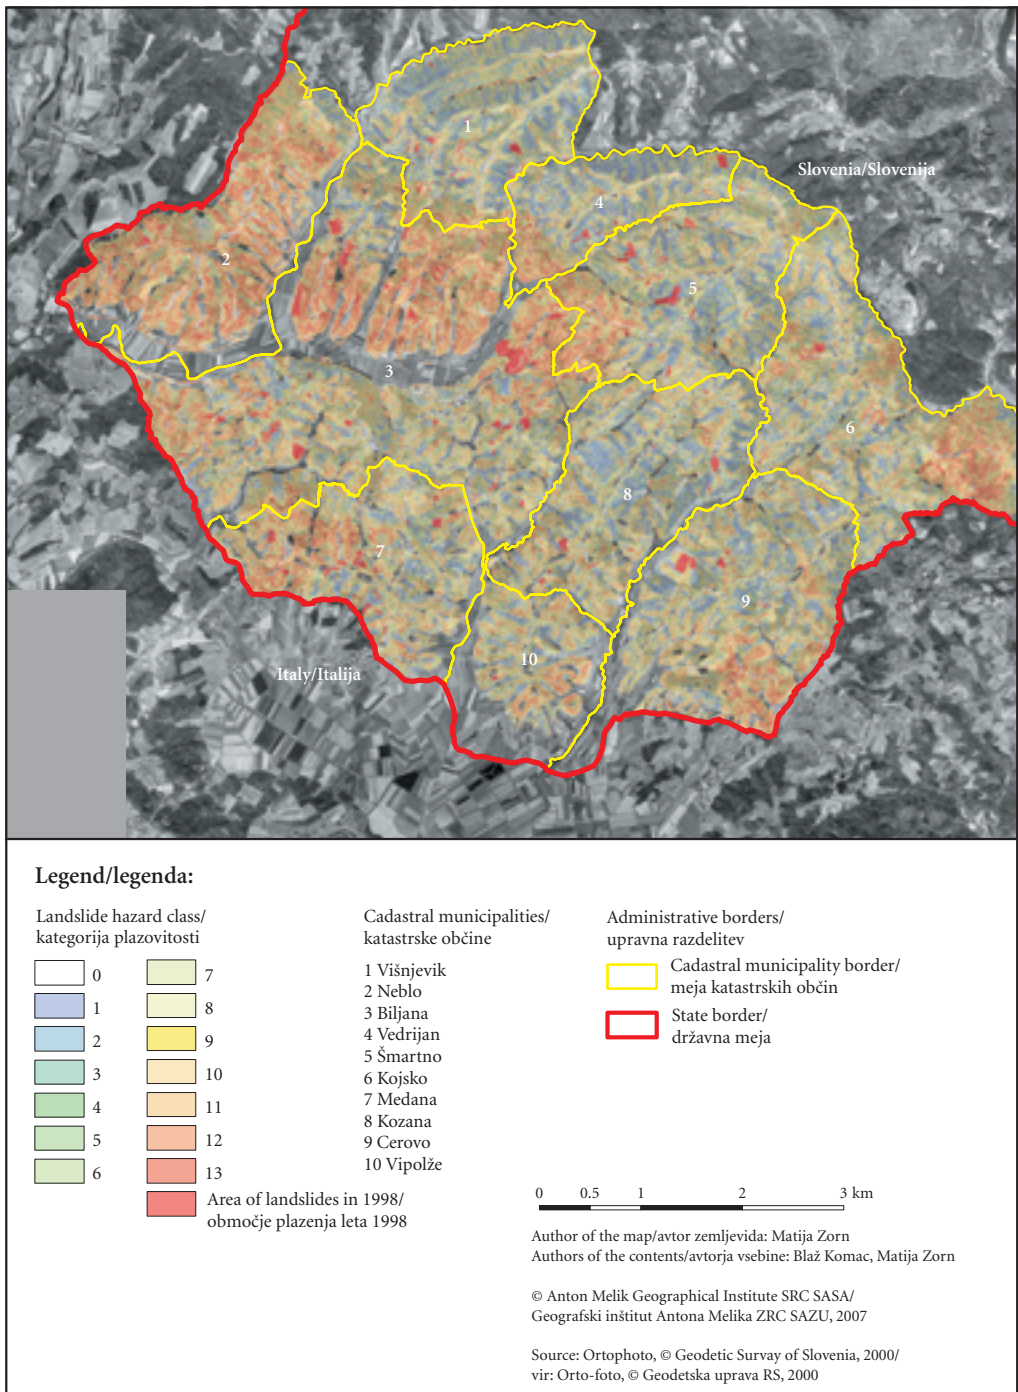 1
Slovenia/Slovenija
4
2
5
3
6
8
7
9
10
Italy/Italija
Legend/legenda:
Landslide hazard class/
kategorija plazovitosti
0
1
2
3
4
5
6
7
8
9
10
11
12
13
Area of landslides in 1998/
območje plazenja leta 1998
Cadastral municipalities/
katastrske občine
1 Višnjevik
2 Neblo
3 Biljana
4 Vedrijan
5 Šmartno
6 Kojsko
7 Medana
8 Kozana
9 Cerovo
10 Vipolže
Administrative borders/
upravna razdelitev
Cadastral municipality border/
meja katastrskih občin
State border/
državna meja
0 0.5 1 2 3 km
Author of the map/avtor zemljevida: Matija Zorn
Authors of the contents/avtorja vsebine: Blaž Komac, Matija Zorn
© Anton Melik Geographical Institute SRC SASA/
Geografski inštitut Antona Melika ZRC SAZU, 2007
Source: Ortophoto, © Geodetic Survay of Slovenia, 2000/
vir: Orto-foto, © Geodetska uprava RS, 2000